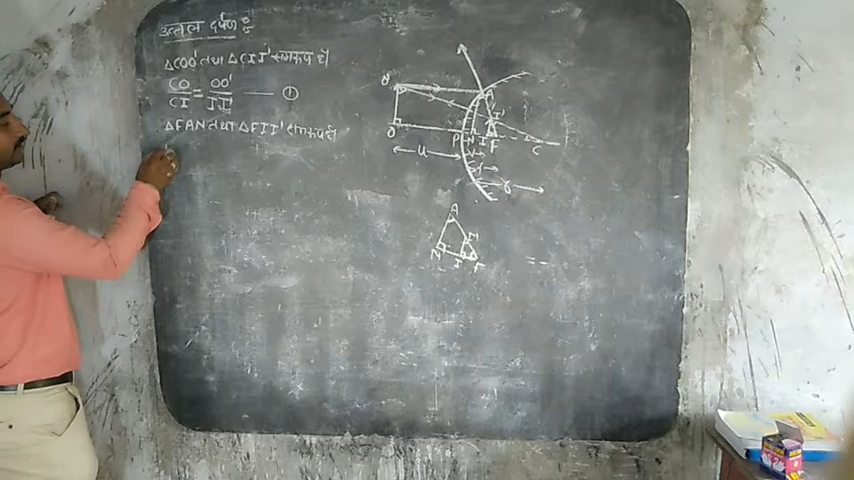 उत्तल दर्पण में
ΔCOO' तथा ΔCII' समरूप हैं
CO/CI = OO'/II' —— ①
ΔFAN तथा ΔFII' समरूप हैं
O' A I'
O P N I F C
u
r
A
N I F